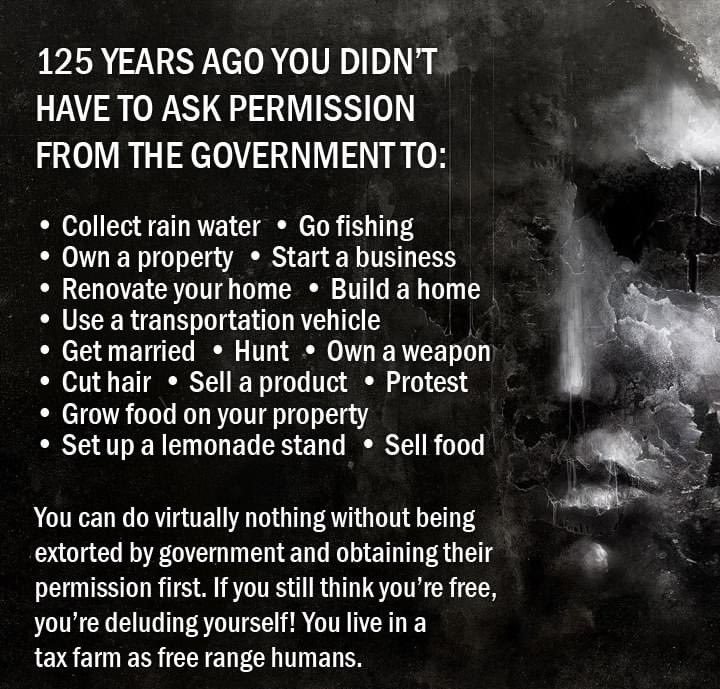 125 YEARS AGO YOU DIDN'T
HAVE TO ASK PERMISSION
FROM THE GOVERNMENT TO:
• Collect rain water • Go fishing
• Own a property • Start a business
• Renovate your home • Build a home
• Use a transportation vehicle
• Get married • Hunt • Own a weapon
• Cut hair • Sell a product • Protest
• Grow food on your property
• Set up a lemonade stand • Sell food
You can do virtually nothing without being
extorted by government and obtaining their
permission first. If you still think you're free,
you're deluding yourself! You live in a
tax farm as free range humans.